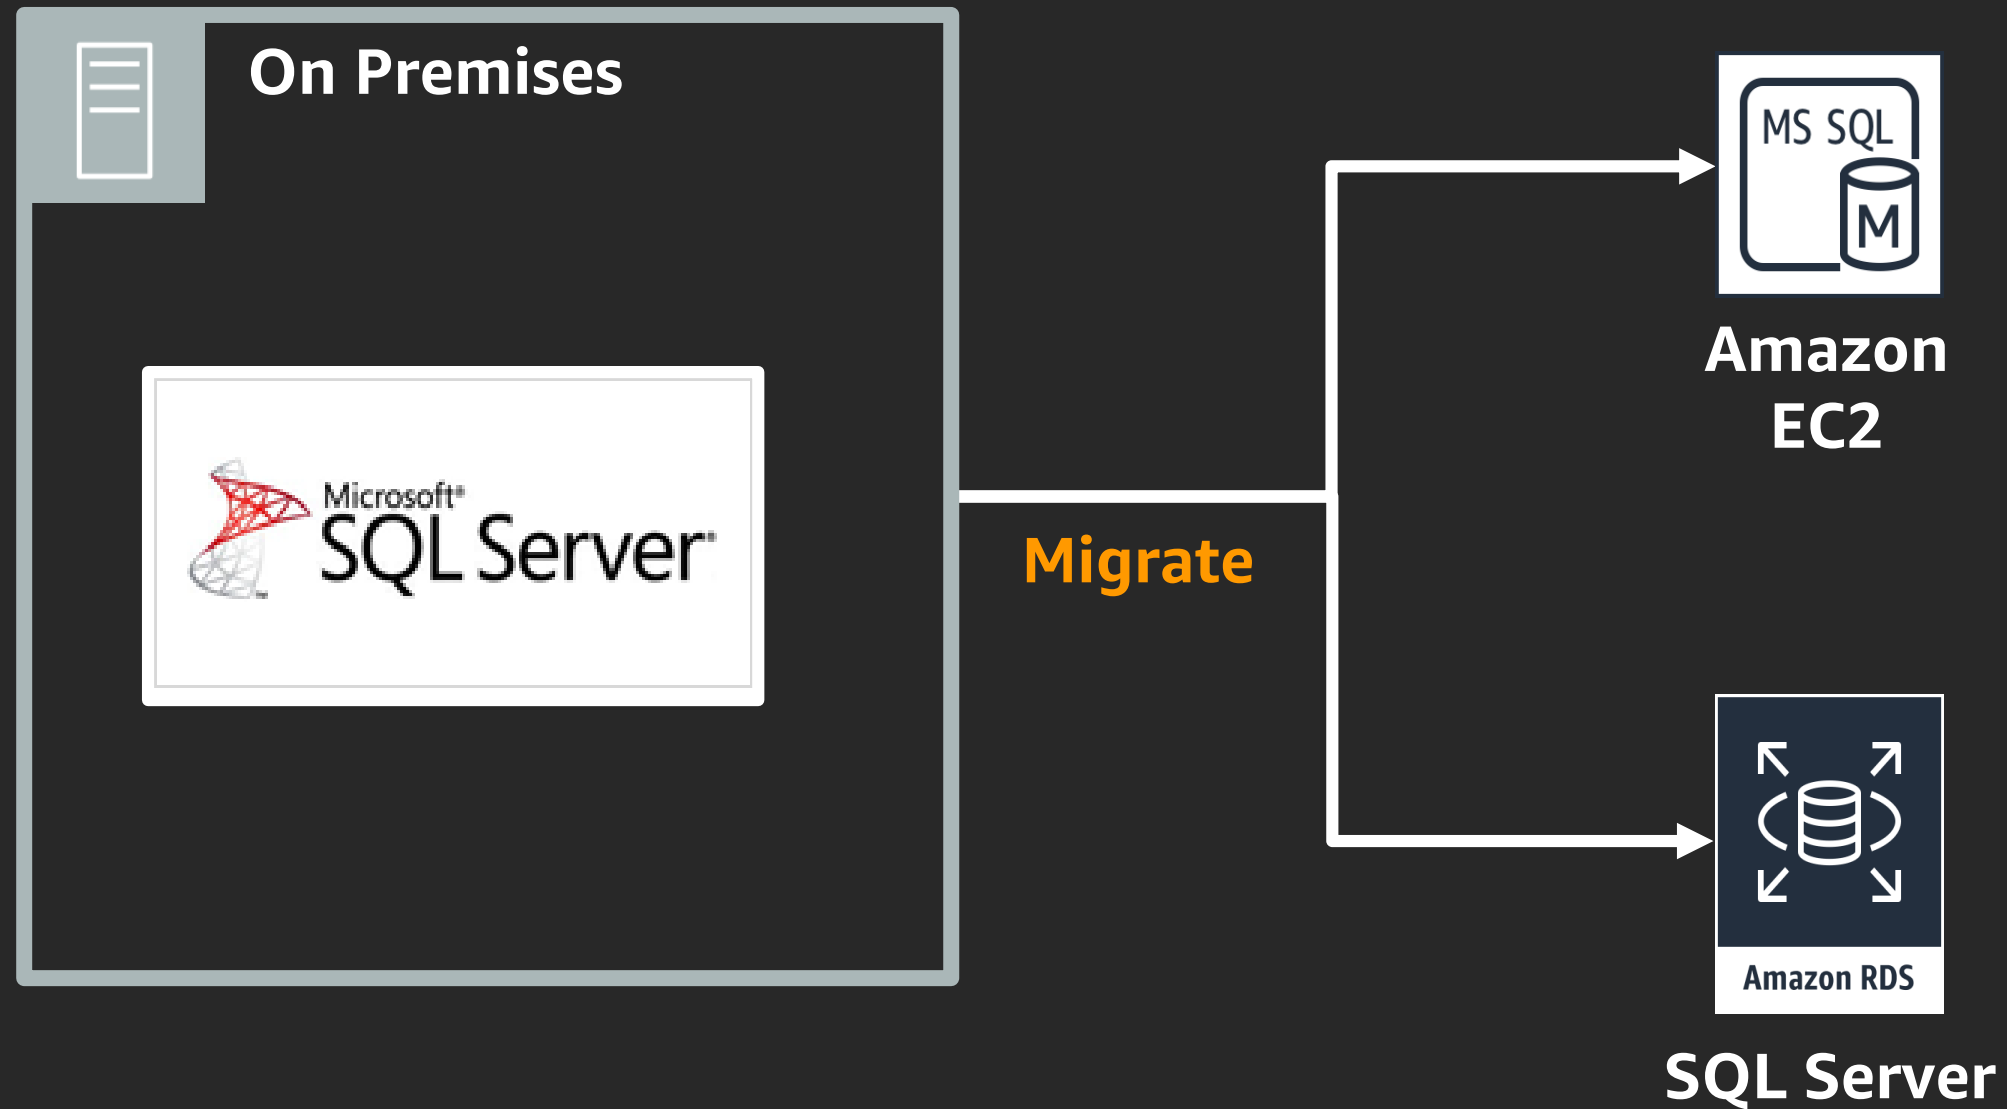 On Premises
Microsoft®
SQL Server®
Migrate
MS SQL
M
Amazon
EC2
Amazon RDS
SQL Server